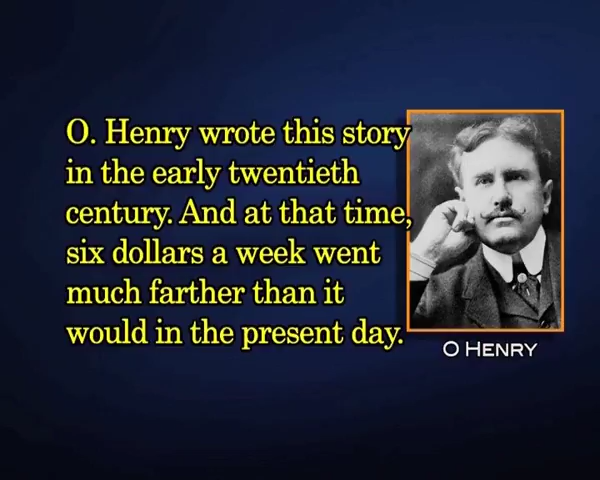 O. Henry wrote this story
in the early twentieth
century. And at that time,
six dollars a week went
much farther than it
would in the present day.
O HENRY